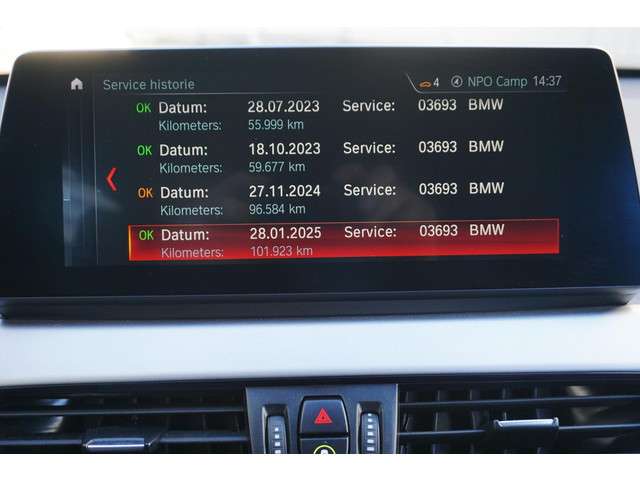 Service historie 4 NPO Camp 14:37
OK Datum: 28.07.2023 Service: 03693 BMW
Kilometers: 55.999 km
OK Datum: 18.10.2023 Service: 03693 BMW
Kilometers: 59.677 km
OK Datum: 27.11.2024 Service: 03693 BMW
Kilometers: 96.584 km
OK Datum: 28.01.2025 Service: 03693 BMW
Kilometers: 101.923 km